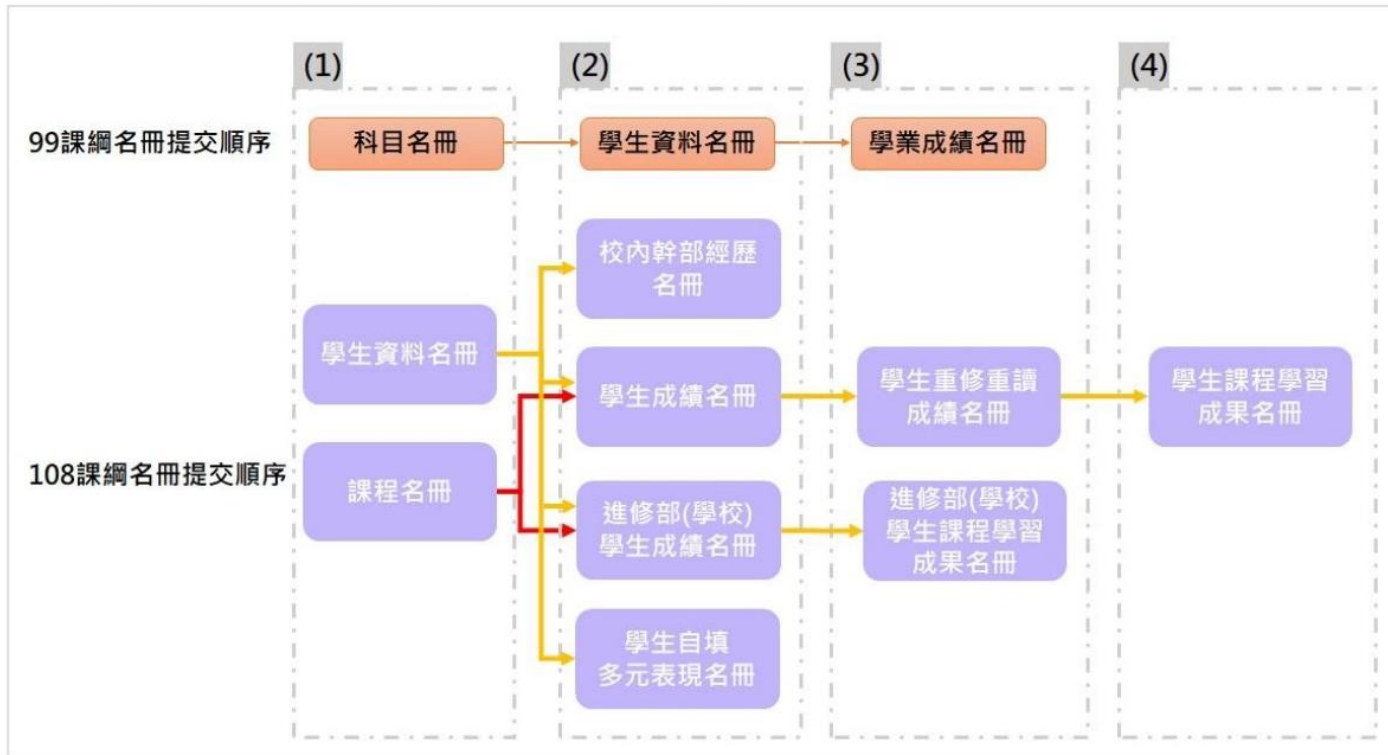 (1)
(2)
(3)
(4)
99課綱名冊提交順序
科目名冊
學生資料名冊
學業成績名冊
108課綱名冊提交順序
學生資料名冊
課程名冊
校內幹部經歷
名冊
學生成績名冊
進修部(學校)
學生成績名冊
學生自填
多元表現名冊
學生重修重讀
成績名冊
進修部(學校)
學生課程學習
成果名冊
學生課程學習
成果名冊